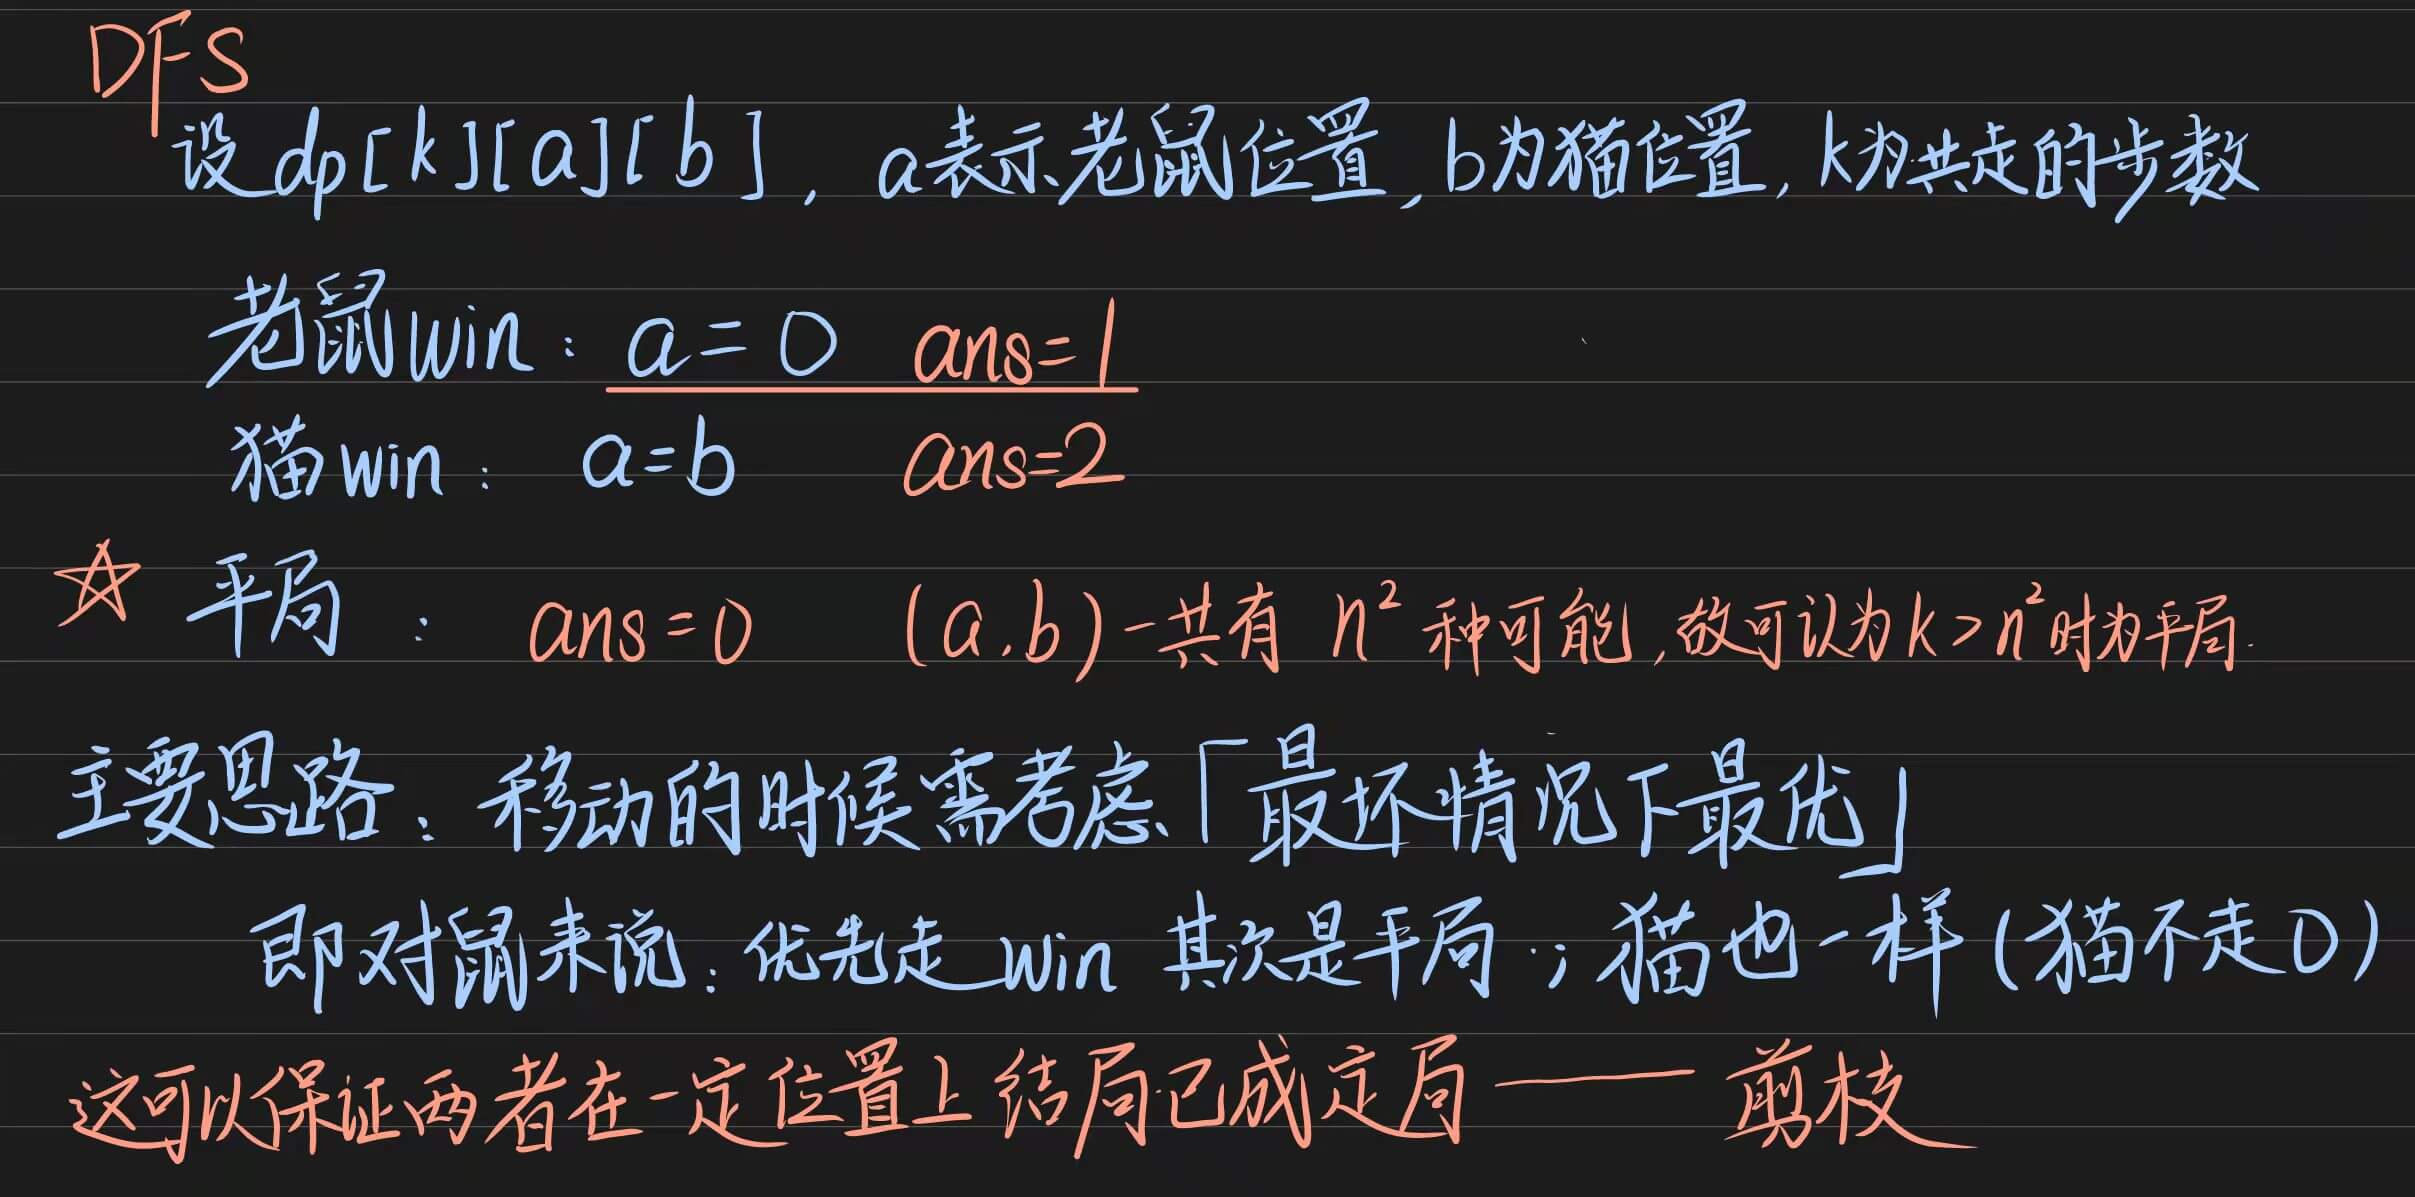 DFS
设dp[k][a][b], a表示老鼠位置,b为猫位置,k为共走的步数
老鼠win: a=0 ans=1
猫win: a=b ans=2
☆ 平局: ans=0 (a.b)一共有 n²种可能,故可认为k>n²时为平局.
主要思路:移动的时候需考虑「最坏情况下最优」
即对鼠来说:优先走win 其次是平局;猫也一样(猫不走0)
这可以保证两者在一定位置上结局已成定局——剪枝